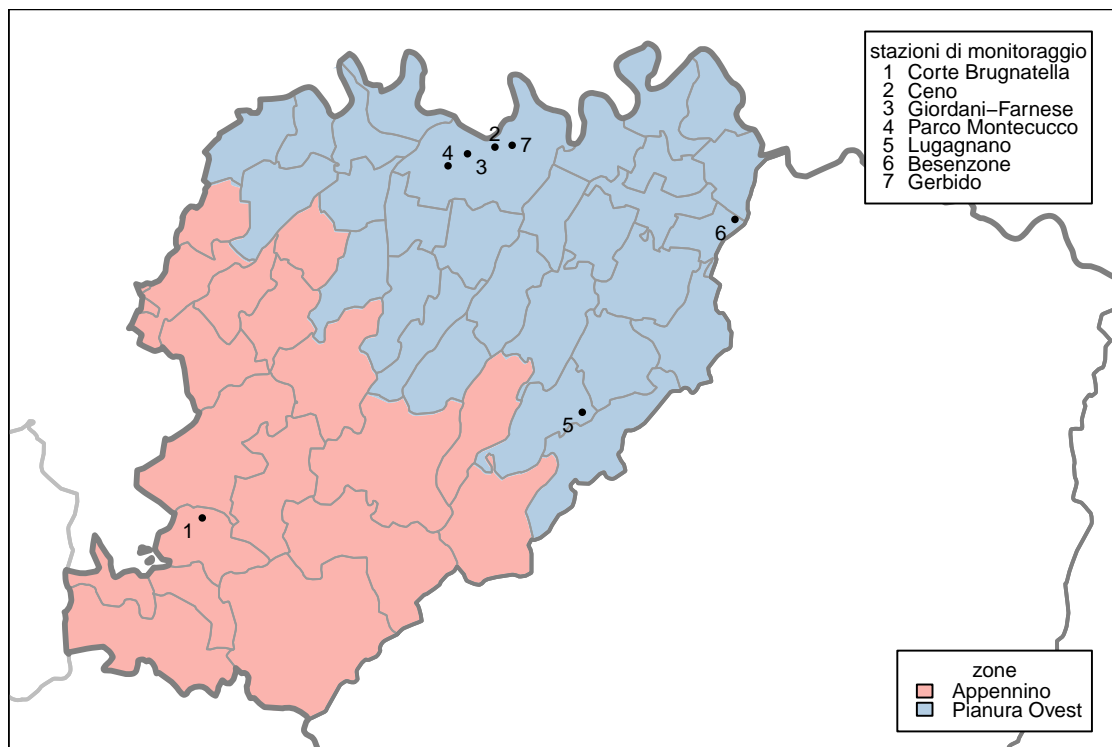 stazioni di monitoraggio
1 Corte Brugnatella
2 Ceno
3 Giordani−Farnese
4 Parco Montecucco
5 Lugagnano
6 Besenzone
7 Gerbido
2
7
4
3
6
5
1
zone
Appennino
Pianura Ovest